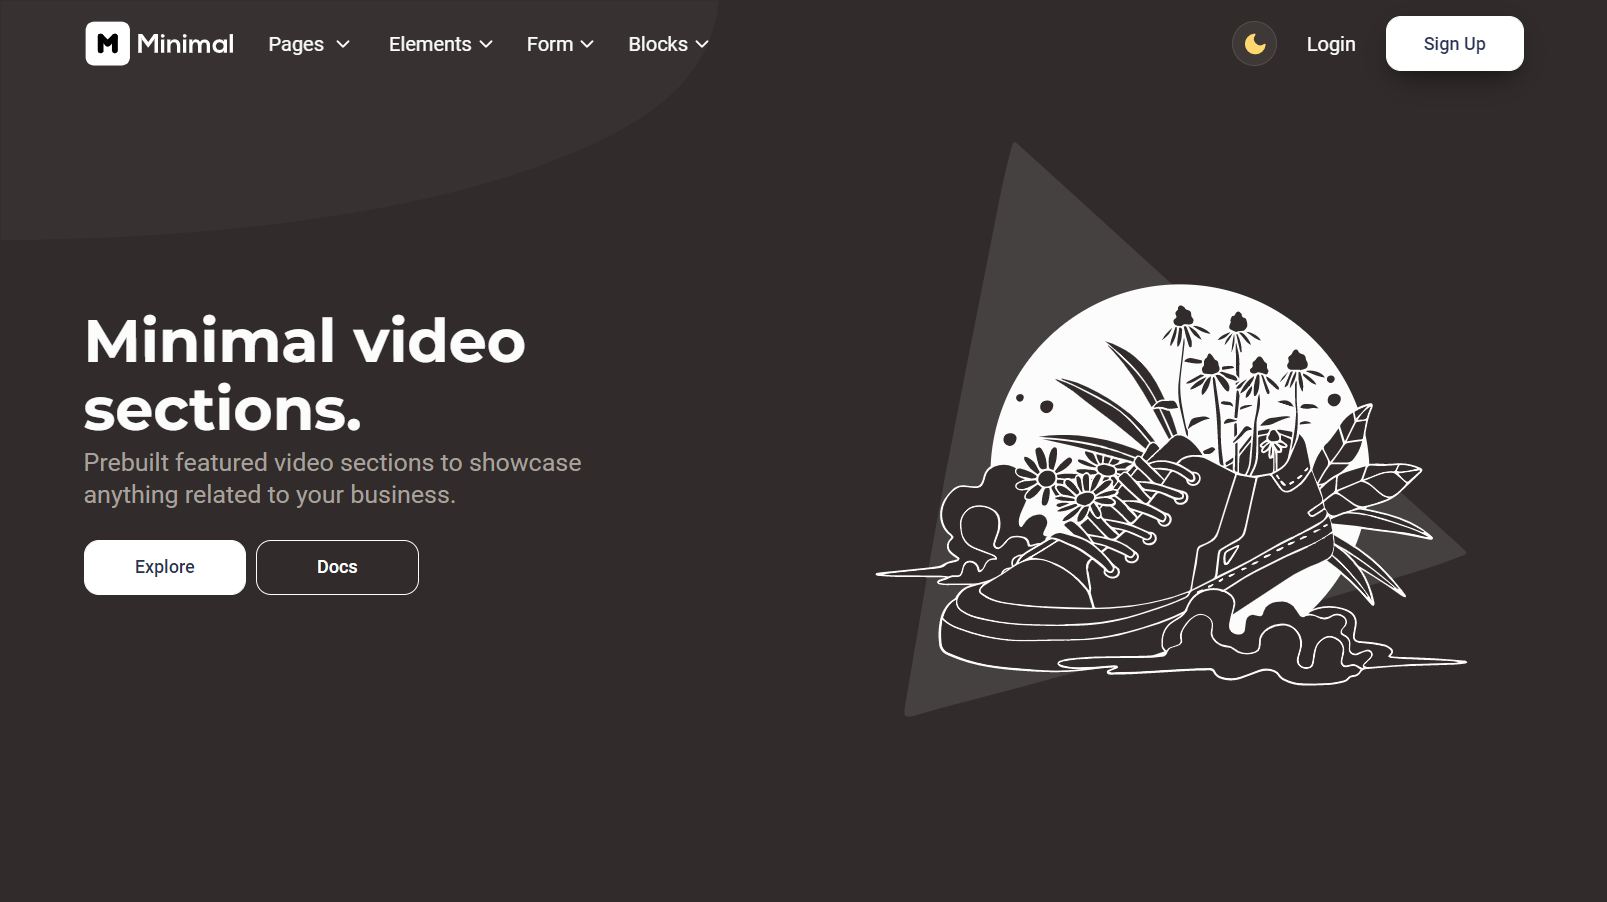 M Minimal Pages Elements Form Blocks Login Sign Up
Minimal video
sections.
Prebuilt featured video sections to showcase
anything related to your business.
Explore Docs